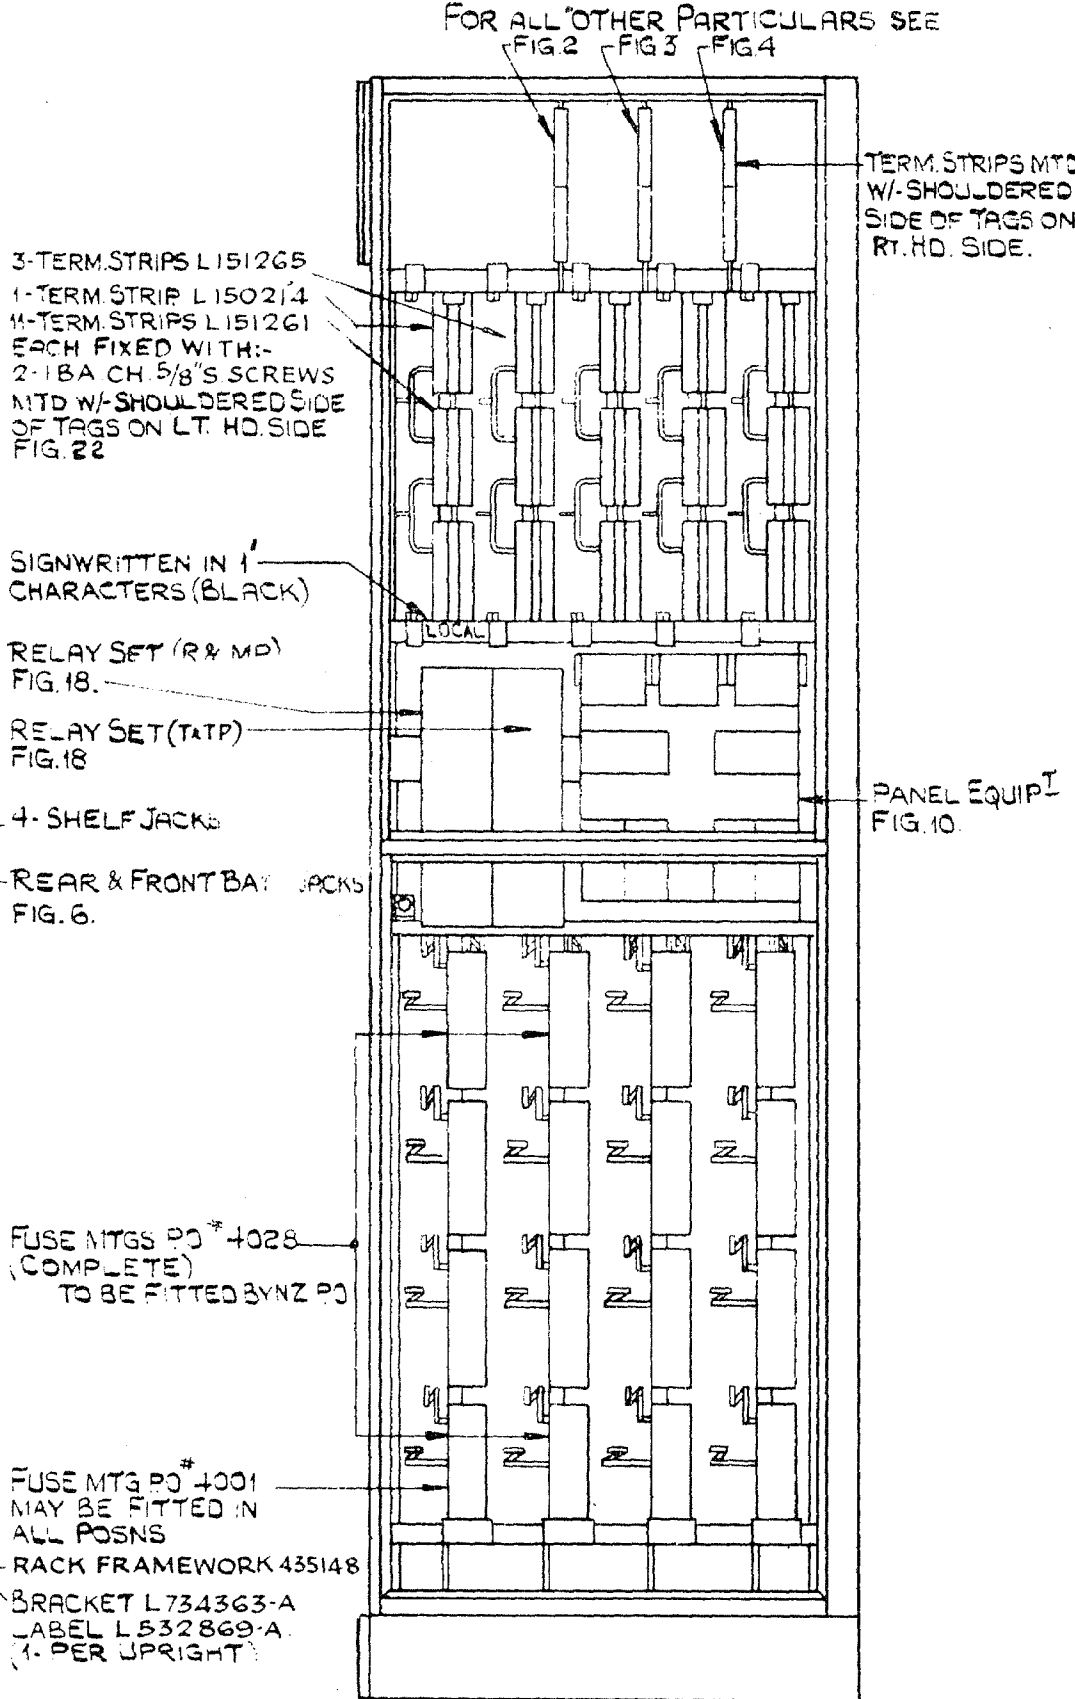 FOR ALL "OTHER PARTICULARS SEE
FIG.2 FIG 3 FIG.4
TERM. STRIPS MTD
W/-SHOULDERED
SIDE OF TAGS ON
RT. HD. SIDE.
3-TERM.STRIPS L151265
1-TERM.STRIP L150214
11-TERM.STRIPS L151261
EACH FIXED WITH:-
2-1BA CH. 5/8"S.SCREWS
MTD W/-SHOULDERED SIDE
OF TAGS ON LT. HD. SIDE
FIG. 22
SIGNWRITTEN IN 1"
CHARACTERS (BLACK)
LOCAL
RELAY SET (R & MD)
FIG. 18.
RELAY SET (T&TP)
FIG. 18
4- SHELF JACKS
PANEL EQUIPT
FIG. 10.
REAR & FRONT BAY JACKS
FIG. 6.
FUSE MTGS PO # 4028
(COMPLETE)
TO BE FITTED BY NZ PO
FUSE MTG PO # 4001
MAY BE FITTED IN
ALL POSNS
RACK FRAMEWORK 435148
BRACKET L734363-A
LABEL L532869-A.
(1- PER UPRIGHT)